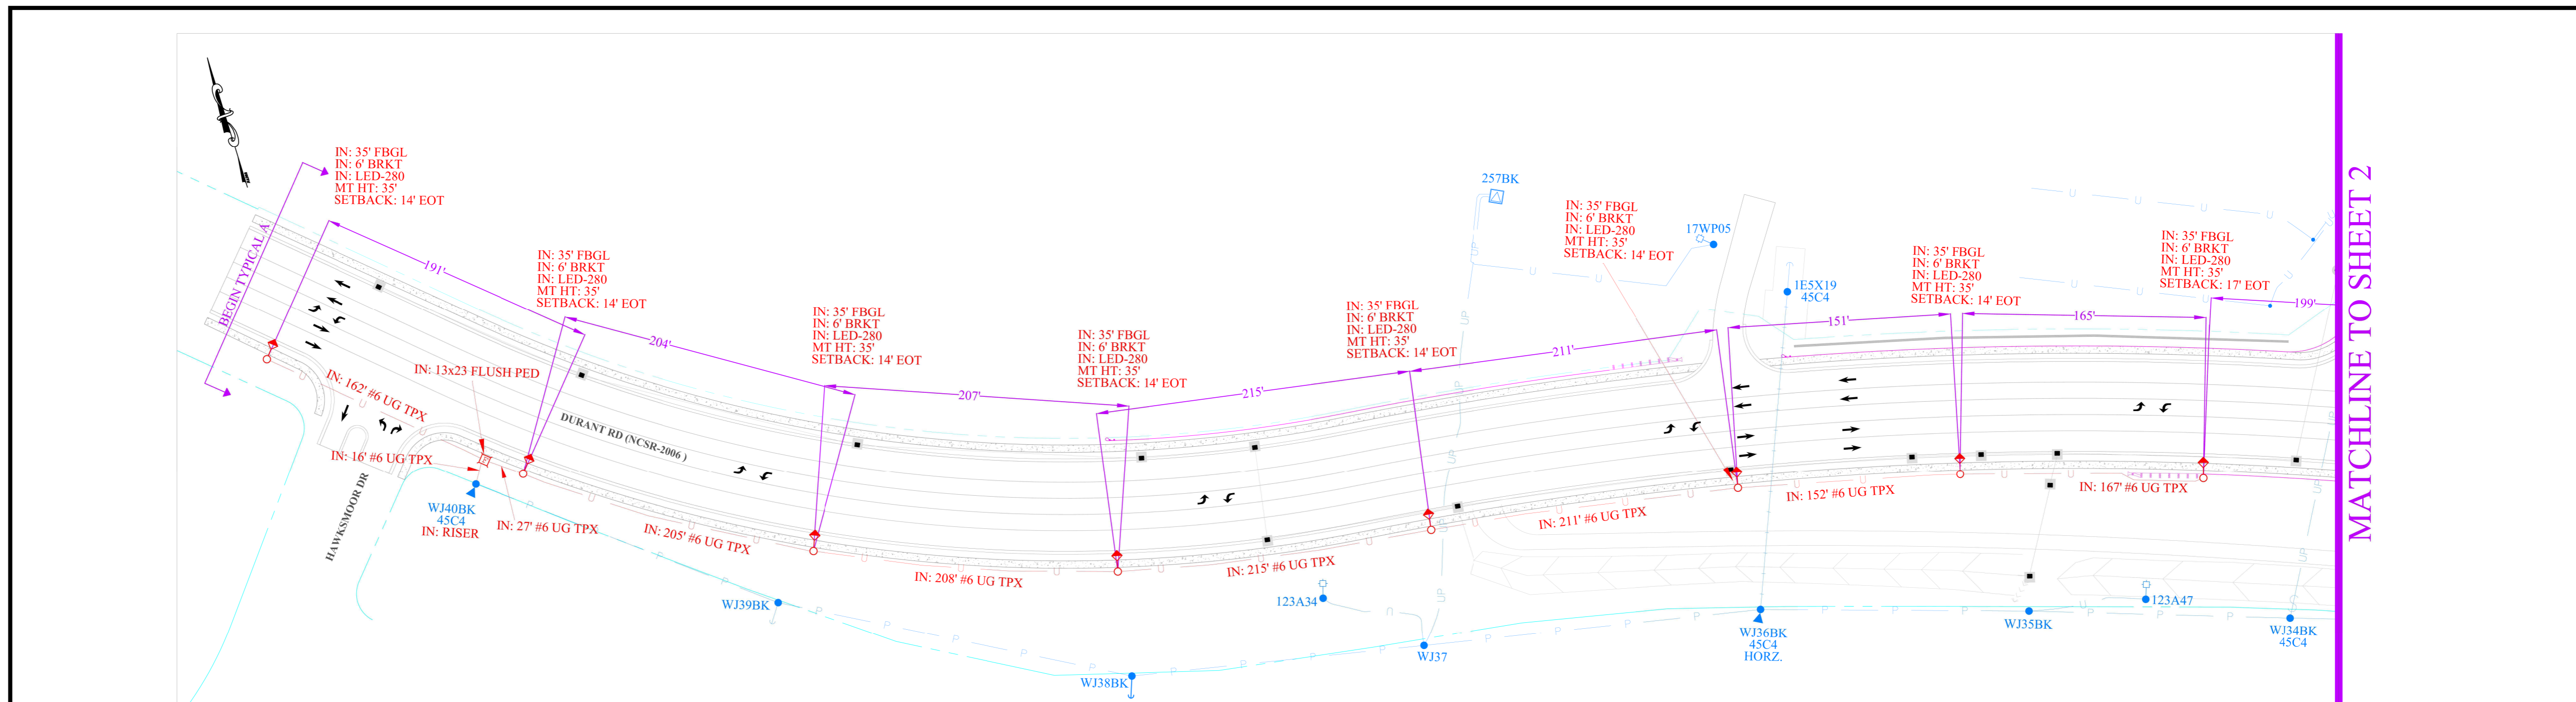 IN: 35' FBGL
IN: 6' BRKT
IN: LED-280
MT HT: 35'
SETBACK: 14' EOT
BEGIN TYPICAL A
191'
IN: 35' FBGL
IN: 6' BRKT
IN: LED-280
MT HT: 35'
SETBACK: 14' EOT
204'
IN: 35' FBGL
IN: 6' BRKT
IN: LED-280
MT HT: 35'
SETBACK: 14' EOT
207'
IN: 35' FBGL
IN: 6' BRKT
IN: LED-280
MT HT: 35'
SETBACK: 14' EOT
215'
IN: 35' FBGL
IN: 6' BRKT
IN: LED-280
MT HT: 35'
SETBACK: 14' EOT
211'
257BK
IN: 35' FBGL
IN: 6' BRKT
IN: LED-280
MT HT: 35'
SETBACK: 14' EOT
17WP05
1E5X19
45C4
151'
IN: 35' FBGL
IN: 6' BRKT
IN: LED-280
MT HT: 35'
SETBACK: 14' EOT
165'
IN: 35' FBGL
IN: 6' BRKT
IN: LED-280
MT HT: 35'
SETBACK: 17' EOT
199'
MATCHLINE TO SHEET 2
IN: 162' #6 UG TPX
IN: 13x23 FLUSH PED
DURANT RD (NCSR-2006 )
IN: 16' #6 UG TPX
HAWKSMOOR DR
WJ40BK
45C4
IN: RISER
IN: 27' #6 UG TPX
IN: 205' #6 UG TPX
IN: 208' #6 UG TPX
IN: 215' #6 UG TPX
IN: 211' #6 UG TPX
IN: 152' #6 UG TPX
IN: 167' #6 UG TPX
WJ39BK
WJ38BK
123A34
WJ37
WJ36BK
45C4
HORZ.
WJ35BK
123A47
WJ34BK
45C4